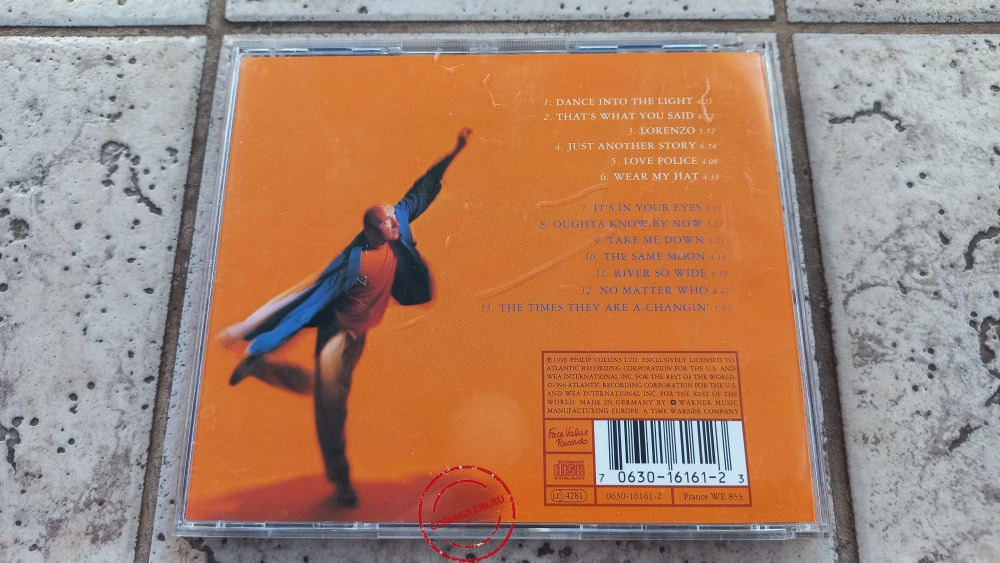 1. DANCE INTO THE LIGHT 4.23
2. THAT'S WHAT YOU SAID 4.22
3. LORENZO 5.52
4. JUST ANOTHER STORY 6.24
5. LOVE POLICE 4.08
6. WEAR MY HAT 4.33
7. IT'S IN YOUR EYES 3.01
8. OUGHTA KNOW BY NOW 5.27
9. TAKE ME DOWN 3.21
10. THE SAME MOON 4.13
11. RIVER SO WIDE 4.55
12. NO MATTER WHO 4.47
13. THE TIMES THEY ARE A-CHANGIN' 5.07
℗1996 PHILIP COLLINS LTD. EXCLUSIVELY LICENSED TO
ATLANTIC RECORDING CORPORATION FOR THE U.S. AND
WEA INTERNATIONAL INC. FOR THE REST OF THE WORLD.
©1996 ATLANTIC RECORDING CORPORATION FOR THE U.S.
AND WEA INTERNATIONAL INC. FOR THE REST OF THE
WORLD. MADE IN GERMANY BY WARNER MUSIC
MANUFACTURING EUROPE. A TIME WARNER COMPANY
Face Value
Records
COMPACT
disc
DIGITAL AUDIO
7 0630-16161-2 3
LC 4281
0630-16161-2
France WE 833
CDMAGAZIN.RU